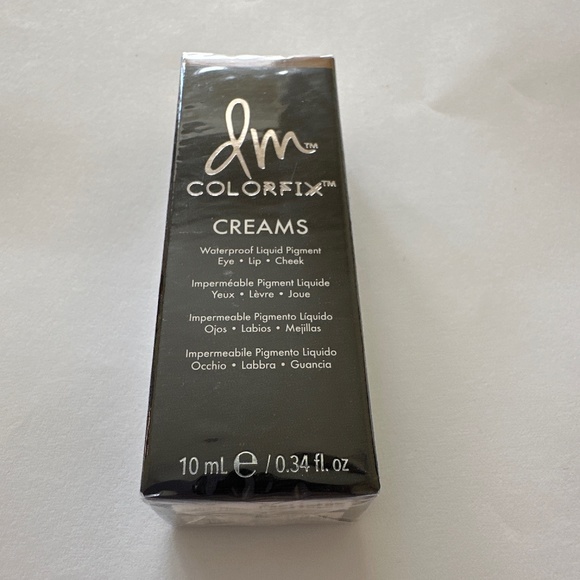 dm™
COLORFIX™
CREAMS
Waterproof Liquid Pigment
Eye • Lip • Cheek
Imperméable Pigment Liquide
Yeux • Lèvre • Joue
Impermeable Pigmento Líquido
Ojos • Labios • Mejillas
Impermeabile Pigmento Liquido
Occhio • Labbra • Guancia
10 mL ℮ / 0.34 fl. oz